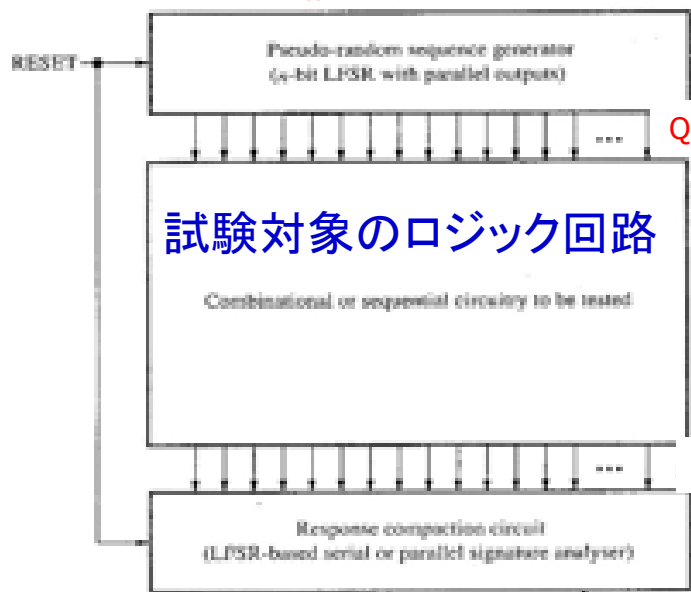 Pseudo-random sequence generator
(n-bit LFSR with parallel outputs)
RESET
...
Q
試験対象のロジック回路
Combinational or sequential circuitry to be tested
...
Response compaction circuit
(LFSR-based serial or parallel signature analyser)